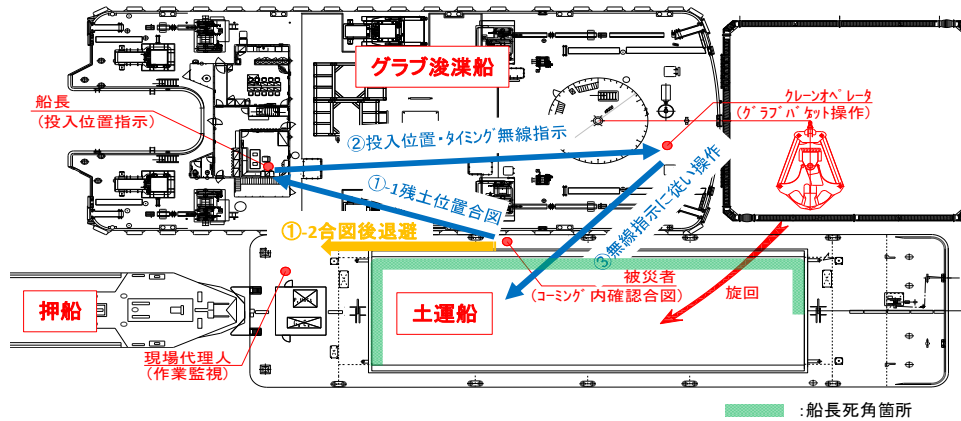 グラブ浚渫船
船長
(投入位置指示)
クレーンオペレータ
(グラブバケット操作)
②投入位置・タイミング無線指示
①-1残土位置合図
①-2合図後退避
③無線指示に従い操作
被災者
(コーミング内確認合図)
旋回
押船
土運船
現場代理人
(作業監視)
:船長死角箇所